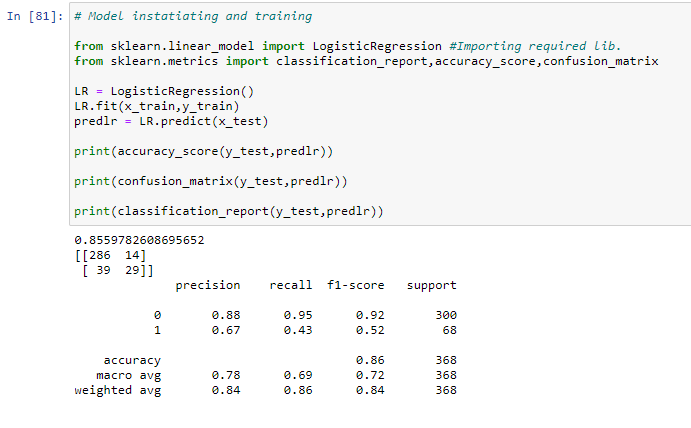 In [81]: # Model instatiating and training
from sklearn.linear_model import LogisticRegression #Importing required lib.
from sklearn.metrics import classification_report,accuracy_score,confusion_matrix
LR = LogisticRegression()
LR.fit(x_train,y_train)
predlr = LR.predict(x_test)
print(accuracy_score(y_test,predlr))
print(confusion_matrix(y_test,predlr))
print(classification_report(y_test,predlr))
0.8559782608695652
[[286  14]
 [ 39  29]]
              precision    recall  f1-score   support
           0       0.88      0.95      0.92       300
           1       0.67      0.43      0.52        68
    accuracy                           0.86       368
   macro avg       0.78      0.69      0.72       368
weighted avg       0.84      0.86      0.84       368